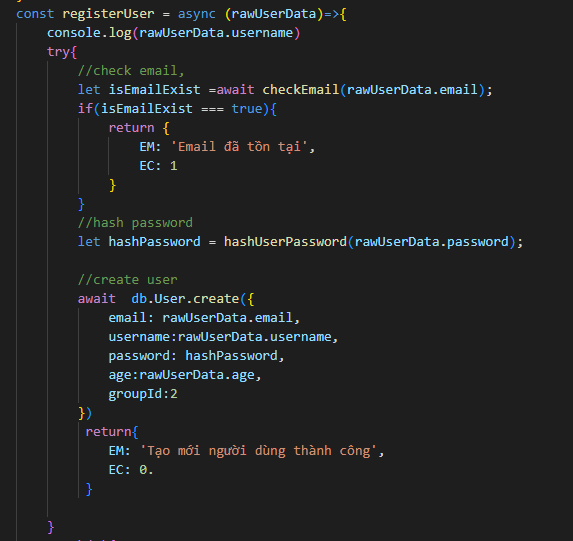 const registerUser = async (rawUserData)=>{
console.log(rawUserData.username)
try{
//check email,
let isEmailExist =await checkEmail(rawUserData.email);
if(isEmailExist === true){
return {
EM: 'Email đã tồn tại',
EC: 1
}
}
//hash password
let hashPassword = hashUserPassword(rawUserData.password);
//create user
await  db.User.create({
email: rawUserData.email,
username:rawUserData.username,
password: hashPassword,
age:rawUserData.age,
groupId:2
})
return{
EM: 'Tạo mới người dùng thành công',
EC: 0.
}
}